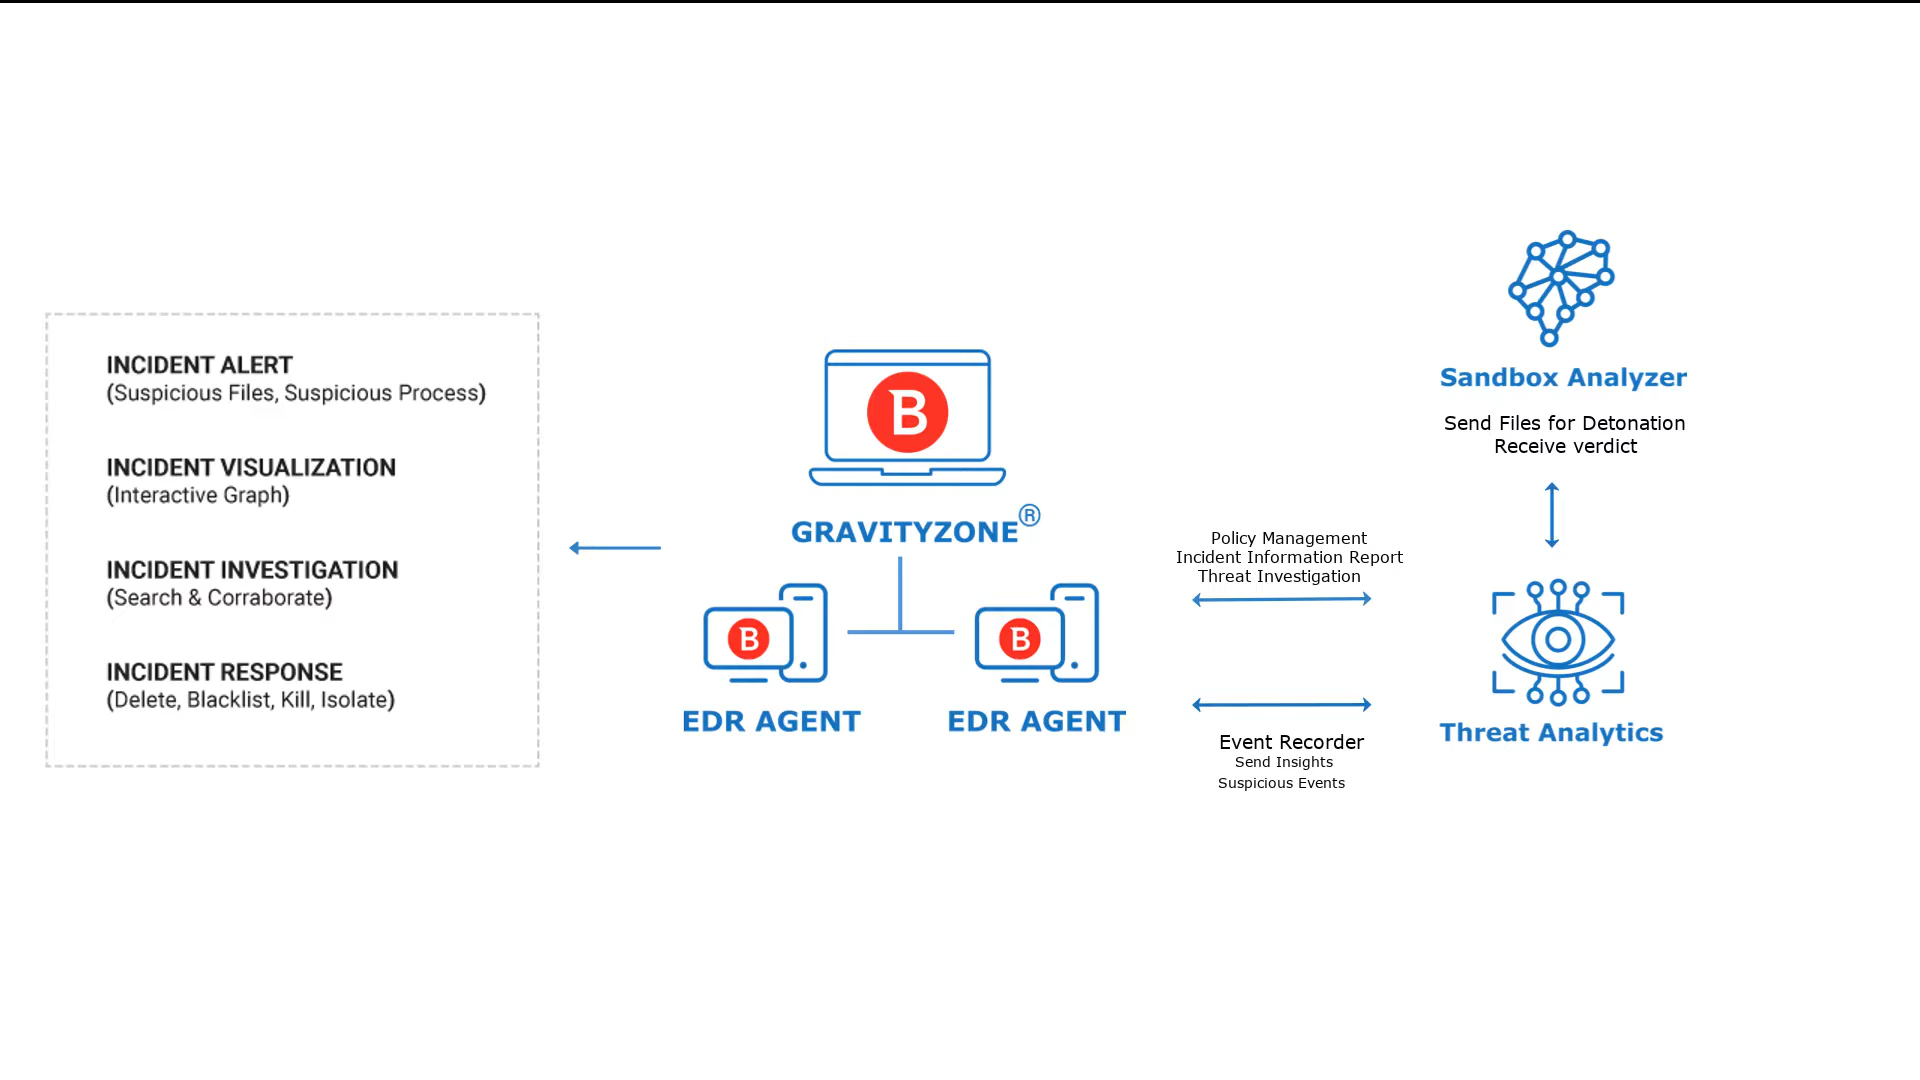 INCIDENT ALERT
(Suspicious Files, Suspicious Process)
INCIDENT VISUALIZATION
(Interactive Graph)
INCIDENT INVESTIGATION
(Search & Corraborate)
INCIDENT RESPONSE
(Delete, Blacklist, Kill, Isolate)
B
GRAVITYZONE®
B
B
EDR AGENT
EDR AGENT
Policy Management
Incident Information Report
Threat Investigation
Event Recorder
Send Insights
Suspicious Events
Sandbox Analyzer
Send Files for Detonation
Receive verdict
Threat Analytics